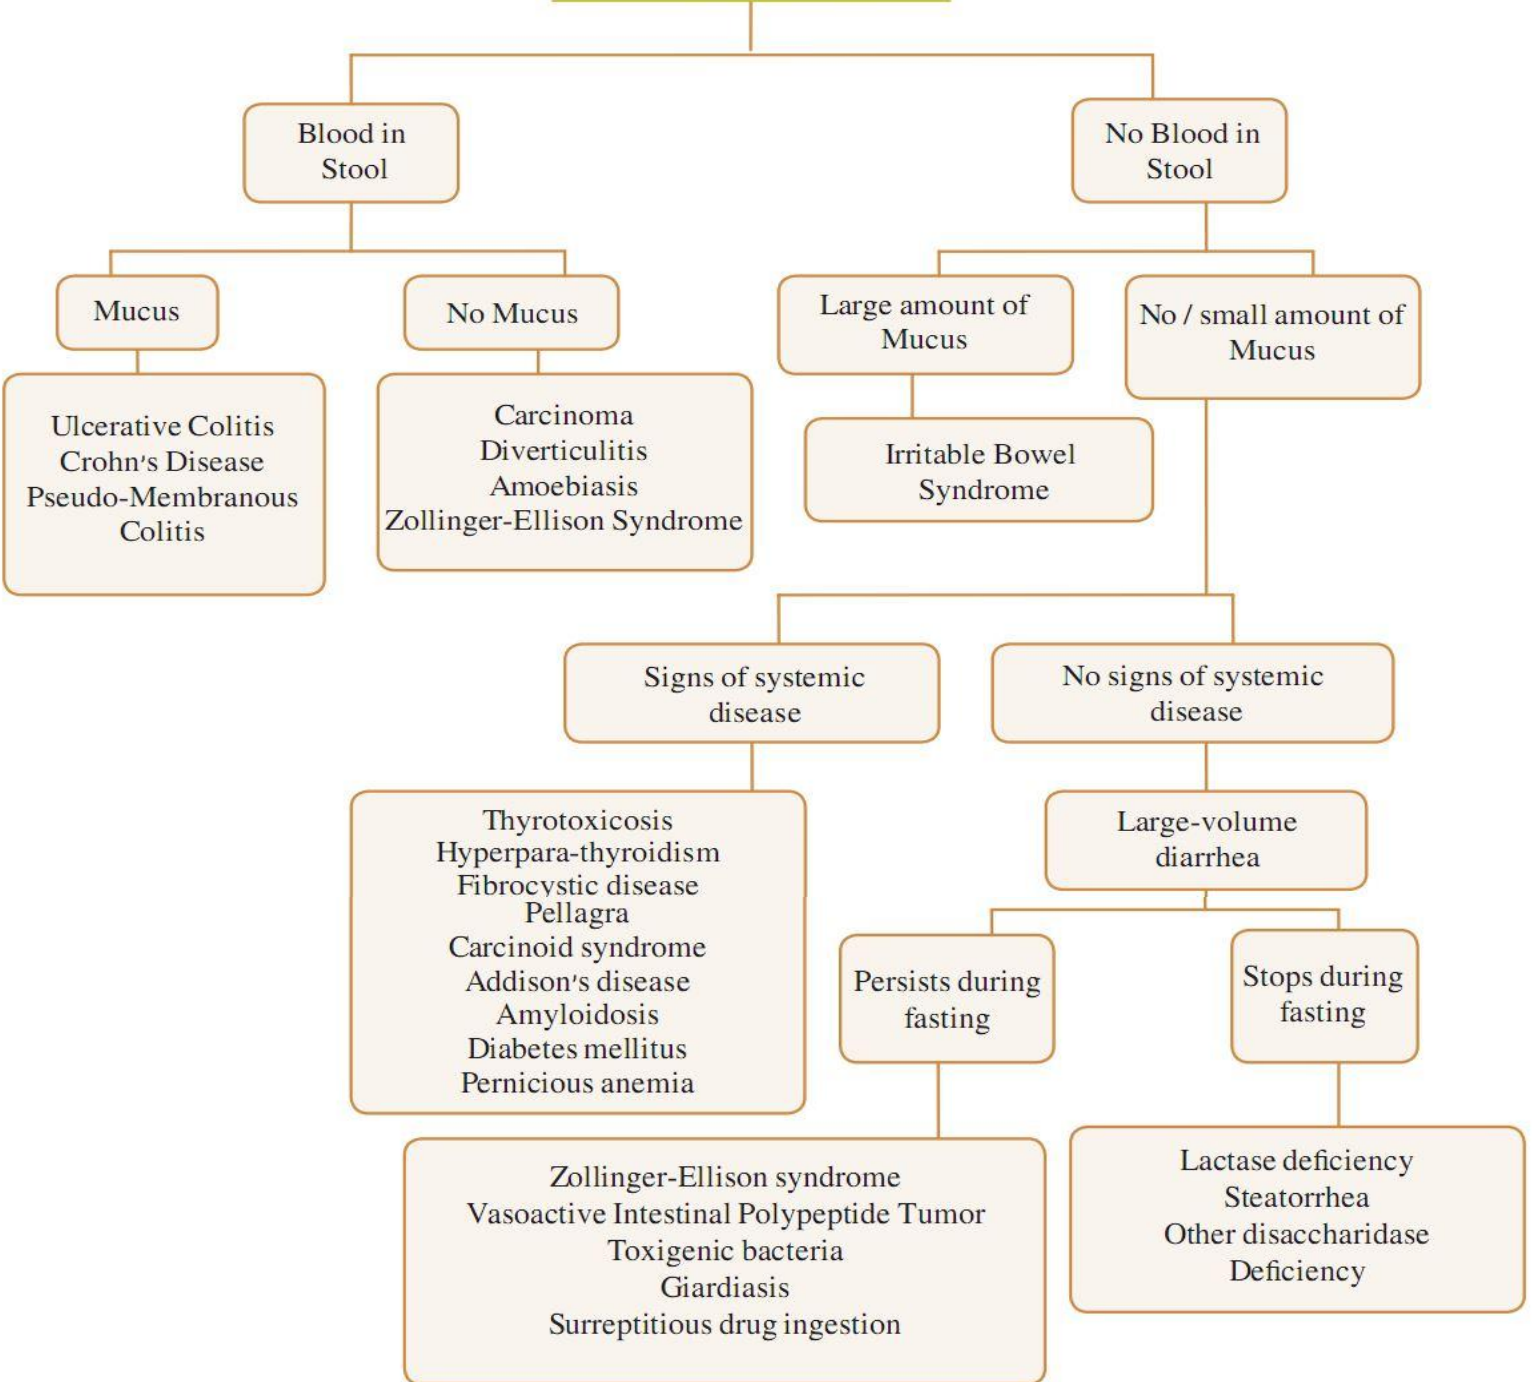 Blood in
Stool
No Blood in
Stool
Mucus
No Mucus
Large amount of
Mucus
No / small amount of
Mucus
Ulcerative Colitis
Crohn's Disease
Pseudo-Membranous
Colitis
Carcinoma
Diverticulitis
Amoebiasis
Zollinger-Ellison Syndrome
Irritable Bowel
Syndrome
Signs of systemic
disease
No signs of systemic
disease
Thyrotoxicosis
Hyperpara-thyroidism
Fibrocystic disease
Pellagra
Carcinoid syndrome
Addison's disease
Amyloidosis
Diabetes mellitus
Pernicious anemia
Large-volume
diarrhea
Persists during
fasting
Stops during
fasting
Zollinger-Ellison syndrome
Vasoactive Intestinal Polypeptide Tumor
Toxigenic bacteria
Giardiasis
Surreptitious drug ingestion
Lactase deficiency
Steatorrhea
Other disaccharidase
Deficiency